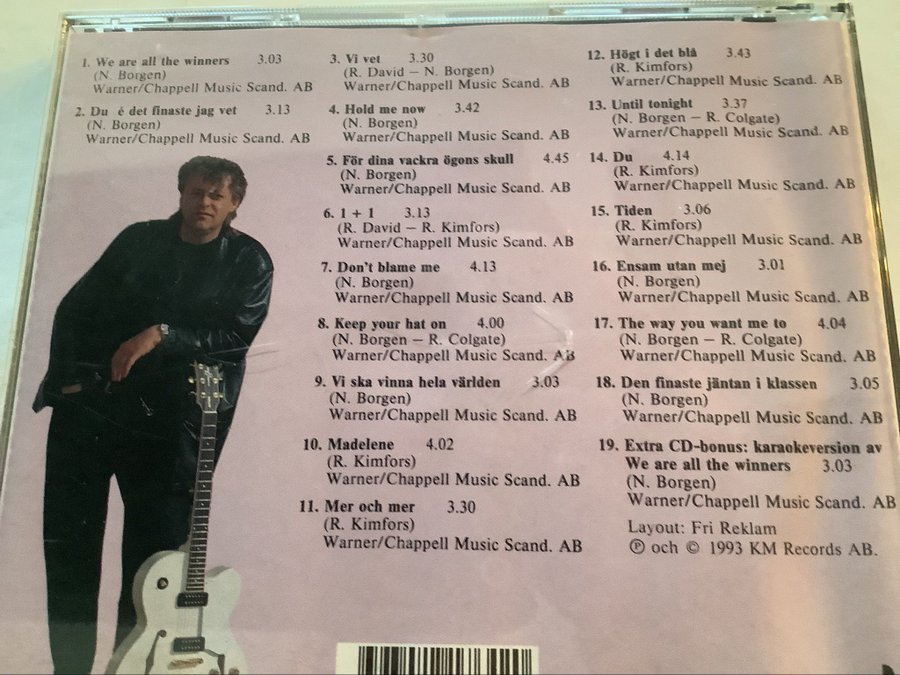 1. We are all the winners 3.03
(N. Borgen)
Warner/Chappell Music Scand. AB
2. Du é det finaste jag vet 3.13
(N. Borgen)
Warner/Chappell Music Scand. AB
3. Vi vet 3.30
(R. David – N. Borgen)
Warner/Chappell Music Scand. AB
4. Hold me now 3.42
(N. Borgen)
Warner/Chappell Music Scand. AB
5. För dina vackra ögons skull 4.45
(N. Borgen)
Warner/Chappell Music Scand. AB
6. 1 + 1 3.13
(R. David – R. Kimfors)
Warner/Chappell Music Scand. AB
7. Don't blame me 4.13
(N. Borgen)
Warner/Chappell Music Scand. AB
8. Keep your hat on 4.00
(N. Borgen – R. Colgate)
Warner/Chappell Music Scand. AB
9. Vi ska vinna hela världen 3.03
(N. Borgen)
Warner/Chappell Music Scand. AB
10. Madelene 4.02
(R. Kimfors)
Warner/Chappell Music Scand. AB
11. Mer och mer 3.30
(R. Kimfors)
Warner/Chappell Music Scand. AB
12. Högt i det blå 3.43
(R. Kimfors)
Warner/Chappell Music Scand. AB
13. Until tonight 3.37
(N. Borgen – R. Colgate)
Warner/Chappell Music Scand. AB
14. Du 4.14
(R. Kimfors)
Warner/Chappell Music Scand. AB
15. Tiden 3.06
(R. Kimfors)
Warner/Chappell Music Scand. AB
16. Ensam utan mej 3.01
(N. Borgen)
Warner/Chappell Music Scand. AB
17. The way you want me to 4.04
(N. Borgen – R. Colgate)
Warner/Chappell Music Scand. AB
18. Den finaste jäntan i klassen 3.05
(N. Borgen)
Warner/Chappell Music Scand. AB
19. Extra CD-bonus: karaokeversion av
We are all the winners 3.03
(N. Borgen)
Warner/Chappell Music Scand. AB
Layout: Fri Reklam
℗ och © 1993 KM Records AB.